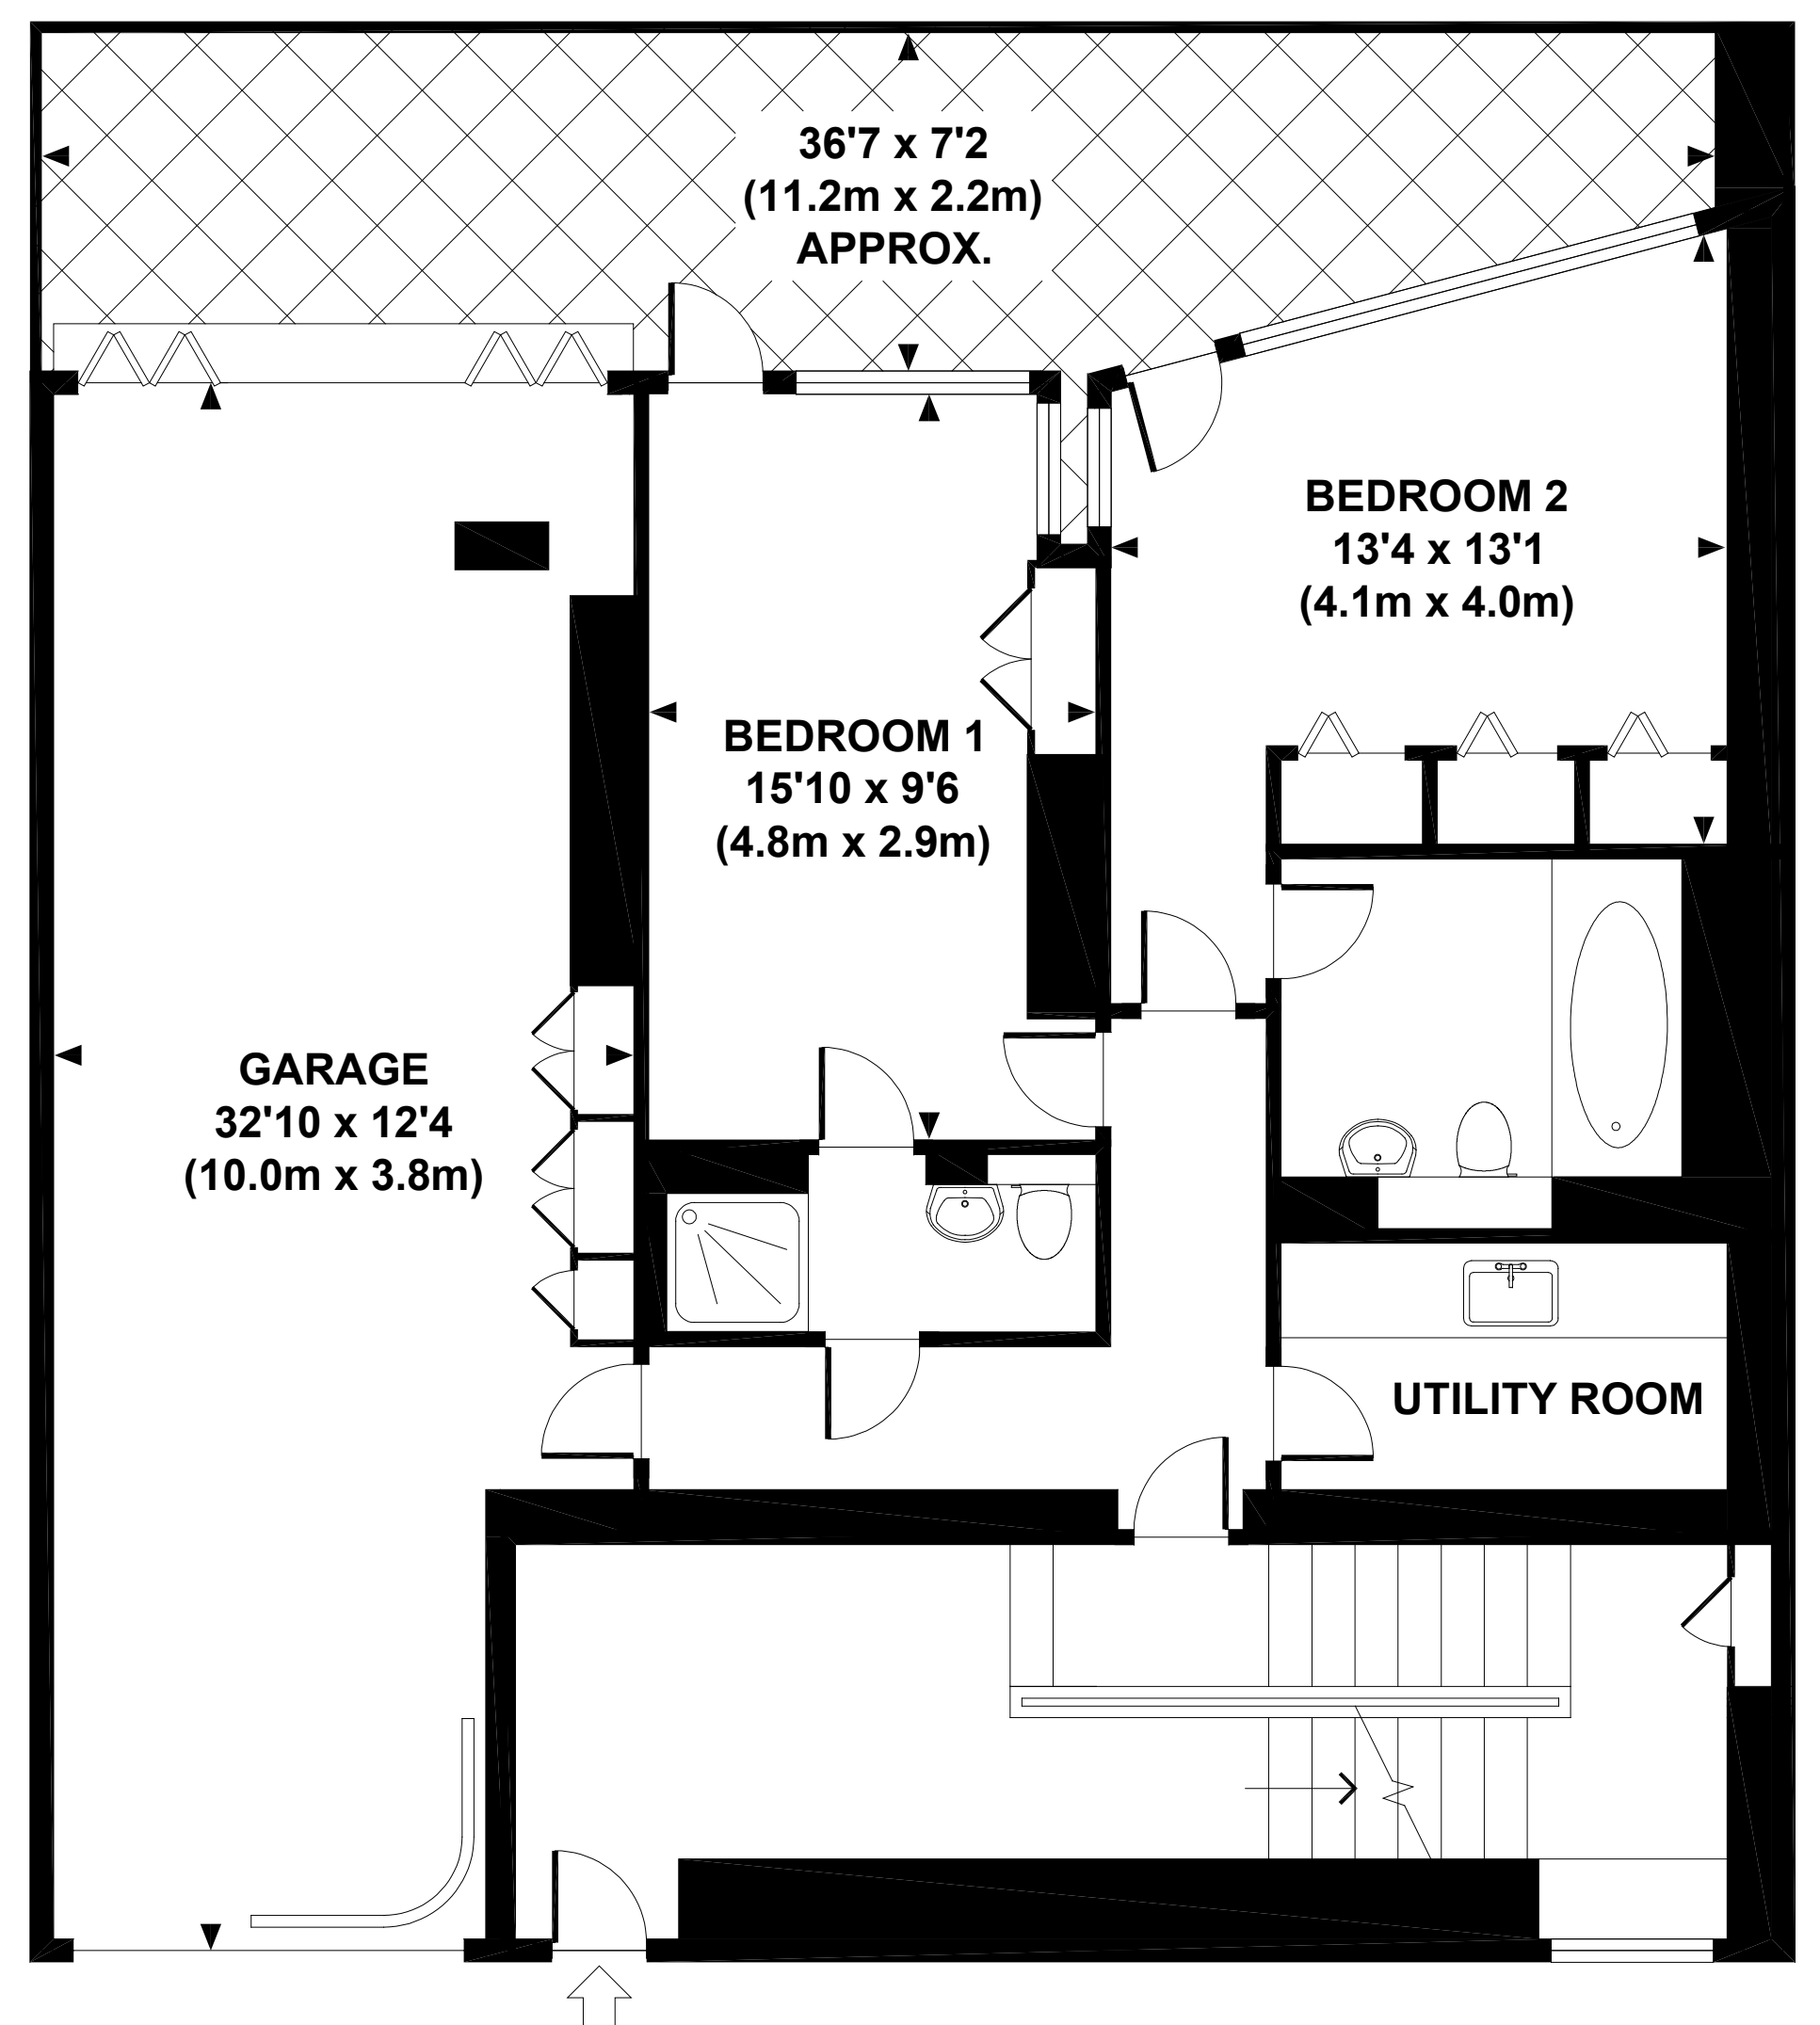 36'7 x 7'2
(11.2m x 2.2m)
APPROX.
BEDROOM 2
13'4 x 13'1
(4.1m x 4.0m)
BEDROOM 1
15'10 x 9'6
(4.8m x 2.9m)
GARAGE
32'10 x 12'4
(10.0m x 3.8m)
UTILITY ROOM